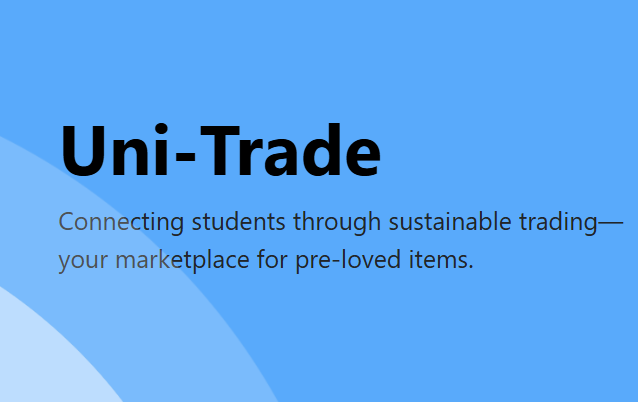 Uni-Trade
Connecting students through sustainable trading—
your marketplace for pre-loved items.